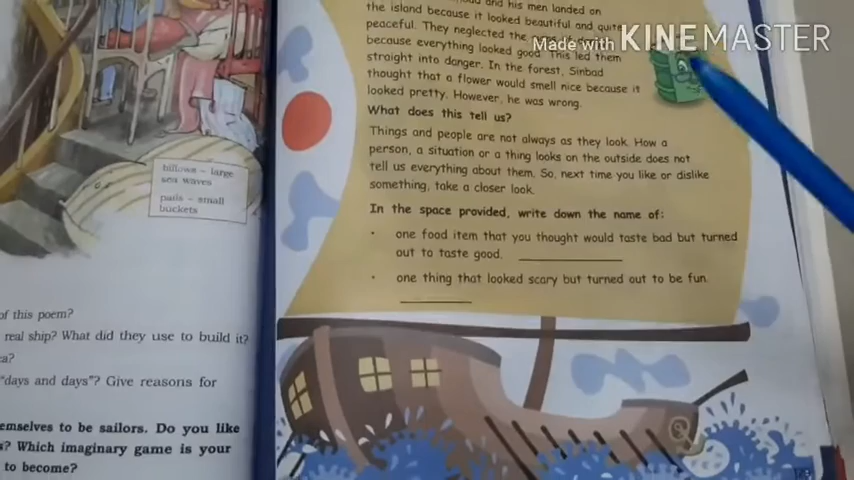 billows – large
sea waves
pails – small
buckets
of this poem?
real ship? What did they use to build it?
"days and days"? Give reasons for
emselves to be sailors. Do you like
Which imaginary game is your
to become?
and his men landed on
the island because it looked beautiful and quite
peaceful. They neglected the
because everything looked good. This led them
straight into danger. In the forest, Sinbad
thought that a flower would smell nice because it
looked pretty. However, he was wrong.
What does this tell us?
Things and people are not always as they look. How a
person, a situation or a thing looks on the outside does not
tell us everything about them. So, next time you like or dislike
something, take a closer look.
In the space provided, write down the name of:
• one food item that you thought would taste bad but turned
out to taste good.
• one thing that looked scary but turned out to be fun.
Made with KINEMASTER